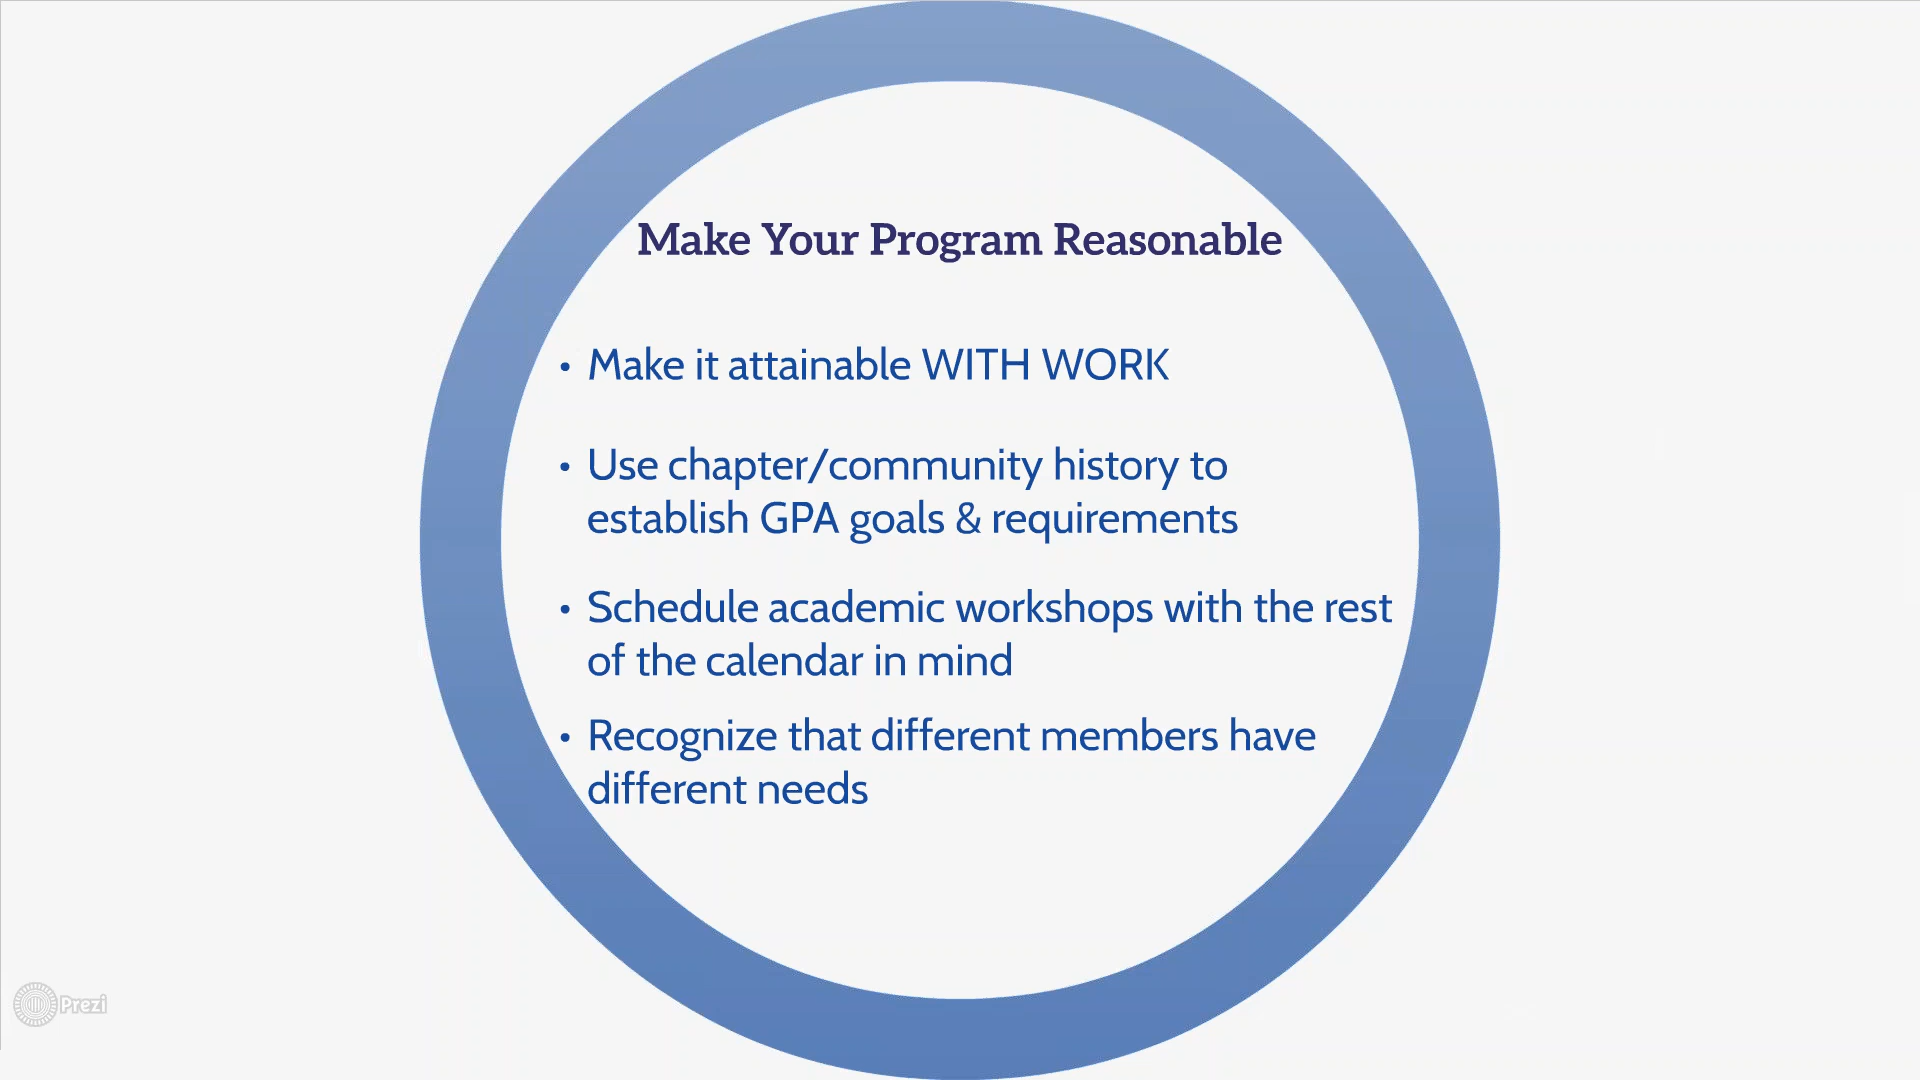 Make Your Program Reasonable
• Make it attainable WITH WORK
• Use chapter/community history to
establish GPA goals & requirements
• Schedule academic workshops with the rest
of the calendar in mind
• Recognize that different members have
different needs
Prezi